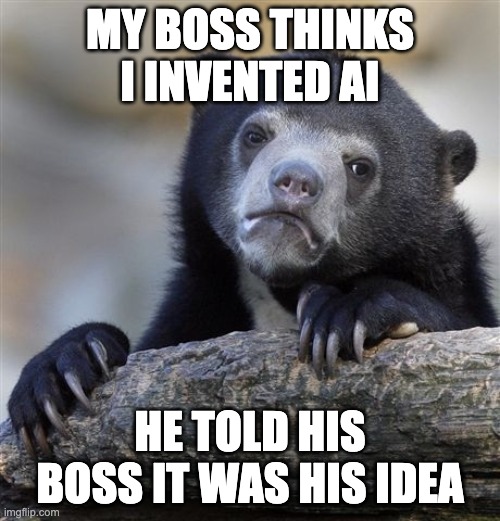 MY BOSS THINKS
I INVENTED AI
HE TOLD HIS
BOSS IT WAS HIS IDEA
imgflip.com